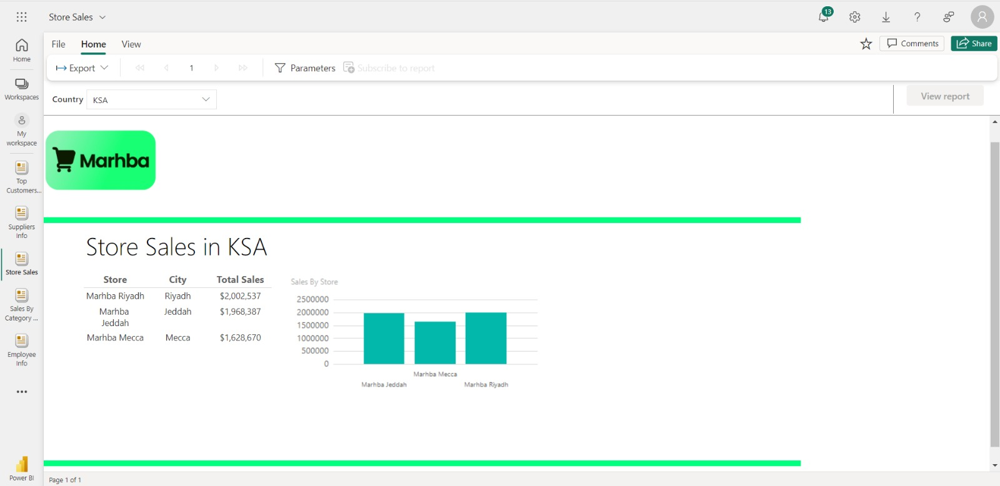 Store Sales
13
File Home View
Comments
Share
Export
1
Parameters
Subscribe to report
Country KSA
View report
Home
Workspaces
My
workspace
Top
Customers...
Suppliers
Info
Store Sales
Sales By
Category ...
Employee
Info
Power BI
Marhba
Store Sales in KSA
Store City Total Sales
Marhba Riyadh Riyadh $2,002,537
Marhba Jeddah $1,968,387
Jeddah
Marhba Mecca Mecca $1,628,670
Sales By Store
2500000
2000000
1500000
1000000
500000
0
Marhba Mecca
Marhba Jeddah Marhba Riyadh
Page 1 of 1